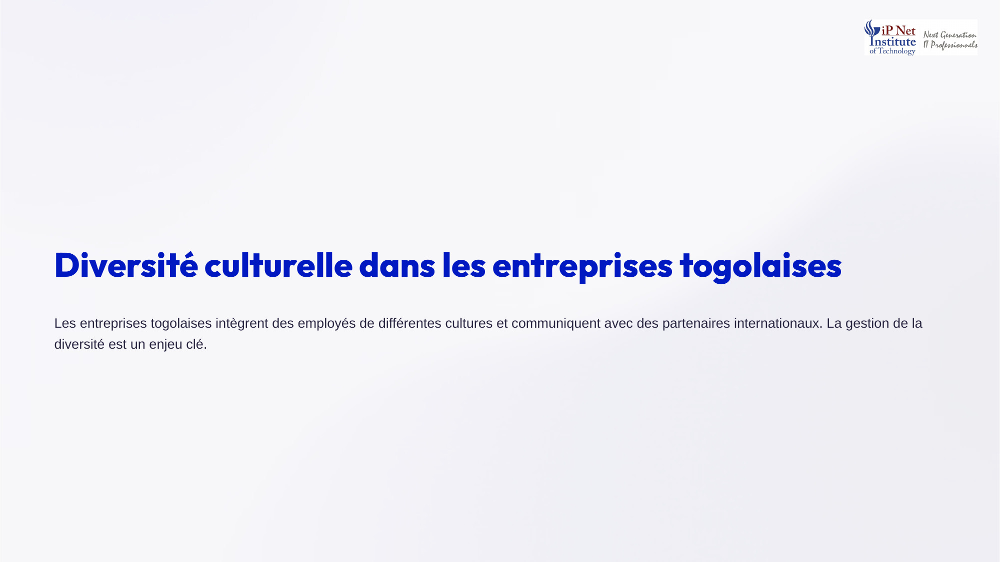 iP Net
Institute
of Technology
Next Generation
IT Professionnels
Diversité culturelle dans les entreprises togolaises
Les entreprises togolaises intègrent des employés de différentes cultures et communiquent avec des partenaires internationaux. La gestion de la
diversité est un enjeu clé.